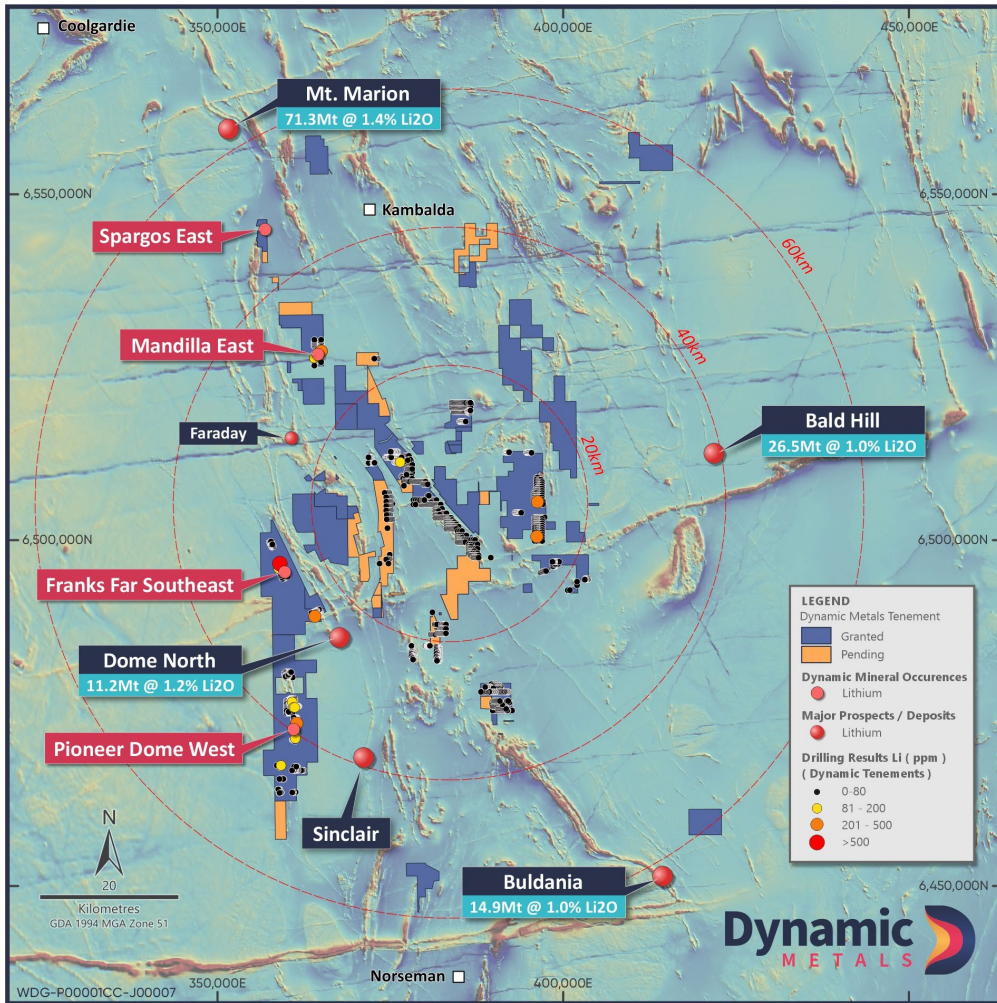 350,000E
400,000E
450,000E
Coolgardie
Mt. Marion
71.3Mt @ 1.4% Li2O
6,550,000N
6,550,000N
Kambalda
Spargos East
60km
Mandilla East
40km
Faraday
Bald Hill
26.5Mt @ 1.0% Li2O
20km
6,500,000N
6,500,000N
Franks Far Southeast
Dome North
11.2Mt @ 1.2% Li2O
Pioneer Dome West
Sinclair
LEGEND
Dynamic Metals Tenement
Granted
Pending
Dynamic Mineral Occurences
Lithium
Major Prospects / Deposits
Lithium
Drilling Results Li ( ppm )
( Dynamic Tenements )
0-80
81 - 200
201 - 500
>500
N
20
Kilometres
GDA 1994 MGA Zone 51
Buldania
14.9Mt @ 1.0% Li2O
6,450,000N
Dynamic
METALS
Norseman
WDG-P00001CC-J00007
350,000E
400,000E